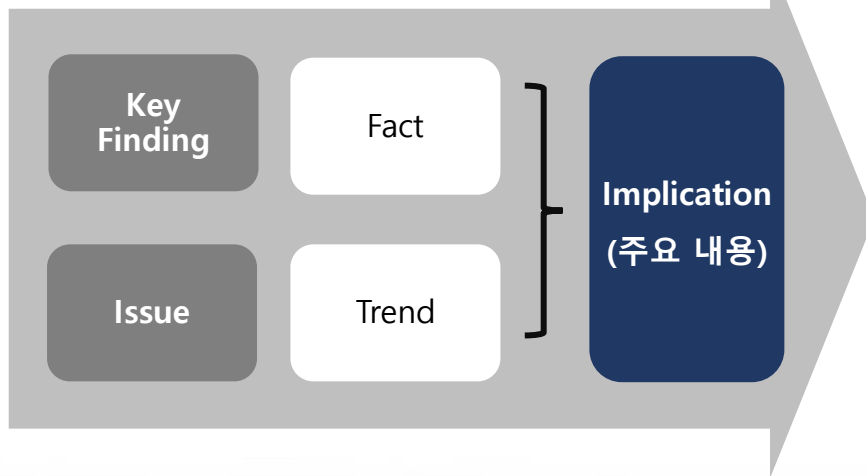 Key
Finding
Fact
Issue
Trend
Implication
(주요 내용)